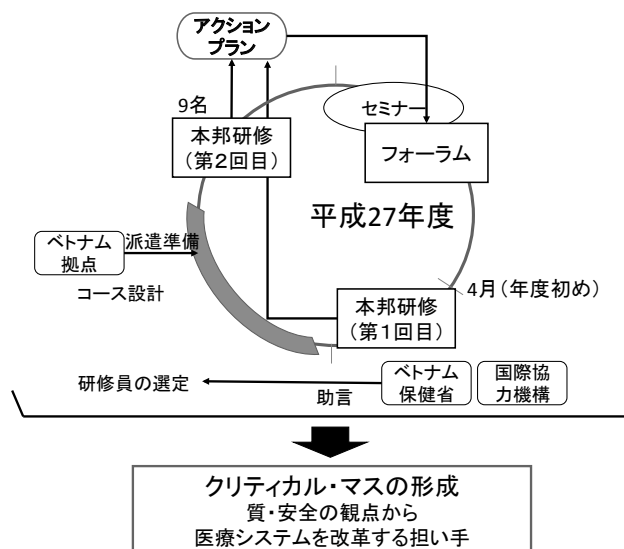 アクション
プラン
9名
セミナー
本邦研修
(第2回目)
フォーラム
平成27年度
ベトナム
拠点
派遣準備
コース設計
4月(年度初め)
本邦研修
(第1回目)
研修員の選定
助言
ベトナム
保健省
国際協
力機構
クリティカル・マスの形成
質・安全の観点から
医療システムを改革する担い手